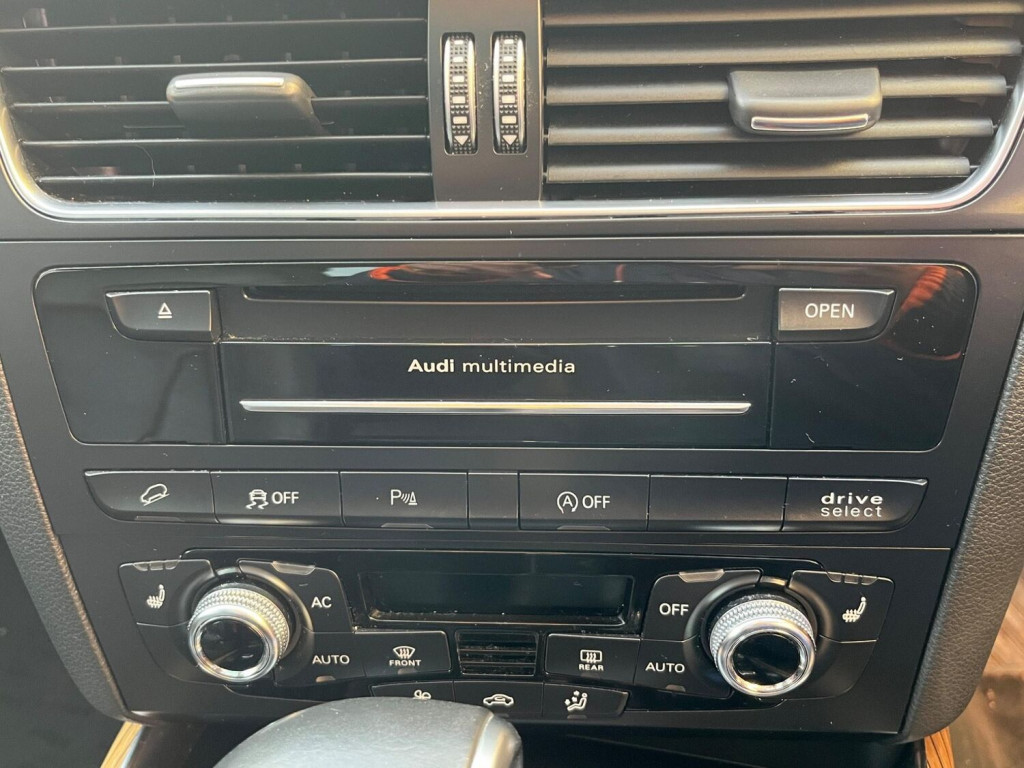 OPEN
Audi multimedia
OFF
P
A OFF
drive
select
AC
OFF
AUTO
FRONT
REAR
AUTO